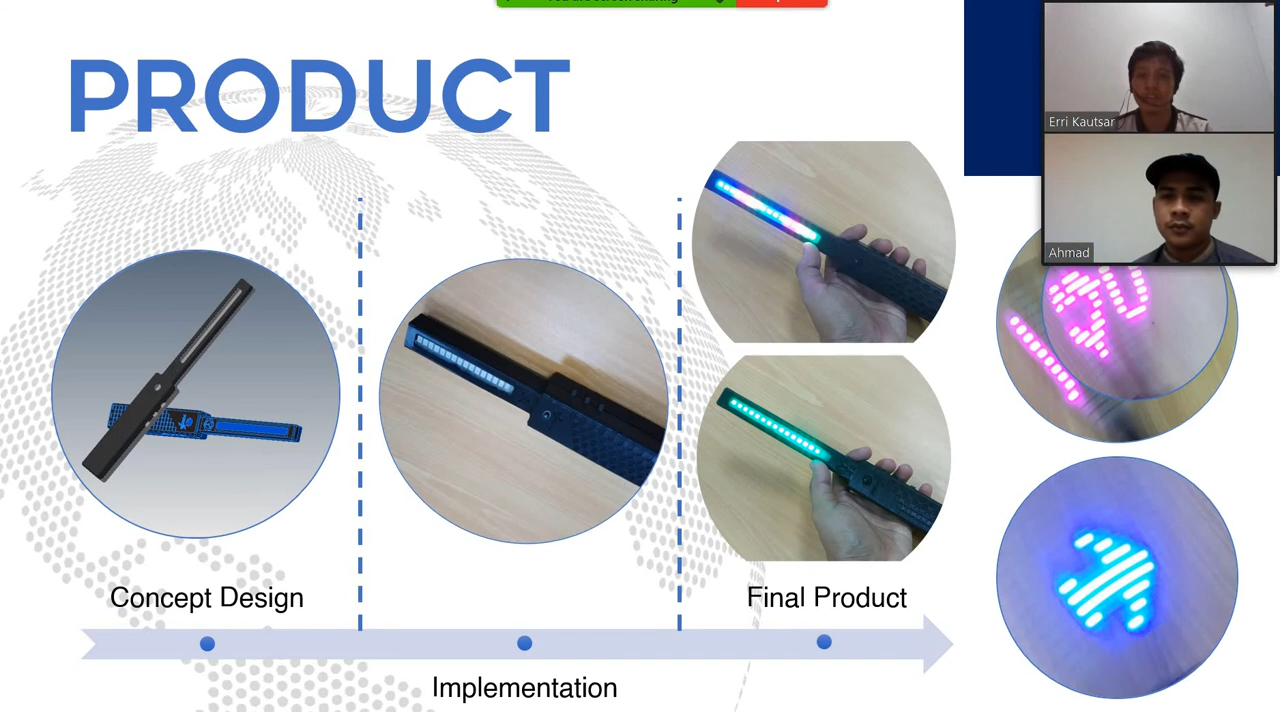 PRODUCT
Erri Kautsar
Ahmad
Concept Design
Final Product
Implementation